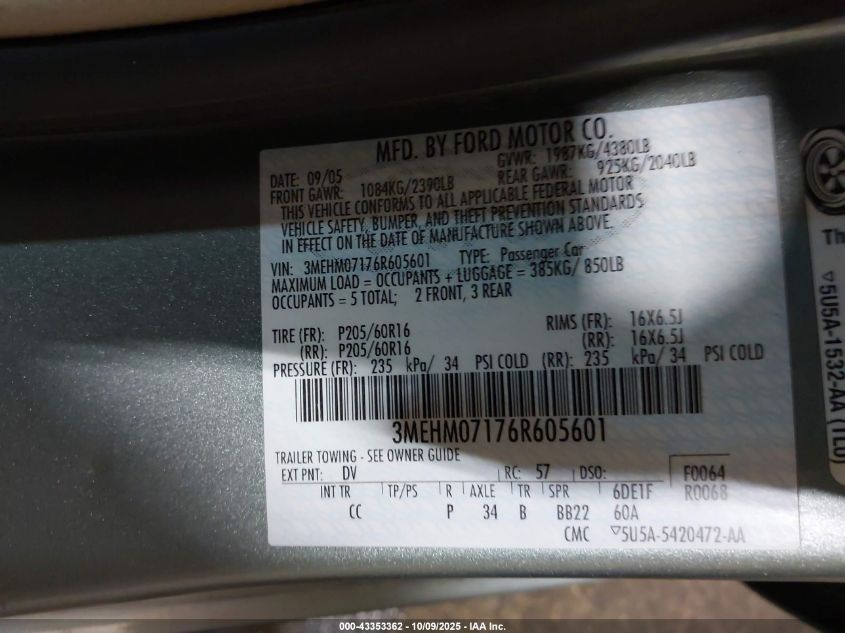 MFD. BY FORD MOTOR CO.
DATE: 09/05 GVWR: 1987KG/4380LB
FRONT GAWR: 1084KG/2390LB REAR GAWR: 925KG/2040LB
THIS VEHICLE CONFORMS TO ALL APPLICABLE FEDERAL MOTOR
VEHICLE SAFETY, BUMPER, AND THEFT PREVENTION STANDARDS
IN EFFECT ON THE DATE OF MANUFACTURE SHOWN ABOVE.
VIN: 3MEHM07176R605601 TYPE: Passenger Car
MAXIMUM LOAD = OCCUPANTS + LUGGAGE = 385KG/ 850LB
OCCUPANTS = 5 TOTAL; 2 FRONT, 3 REAR
TIRE (FR): P205/60R16 RIMS (FR): 16X6.5J
(RR): P205/60R16 (RR): 16X6.5J
PRESSURE (FR): 235 kPa/ 34 PSI COLD (RR): 235 kPa/ 34 PSI COLD
3MEHM07176R605601
TRAILER TOWING - SEE OWNER GUIDE
EXT PNT: DV RC: 57 DSO: F0064
INT TR TP/PS R AXLE TR SPR 6DE1F R0068
CC P 34 B BB22 60A
CMC ▽5U5A-5420472-AA
Th
▽5U5A-1532-AA (TL0)
000-43353362 - 10/09/2025 - IAA Inc.